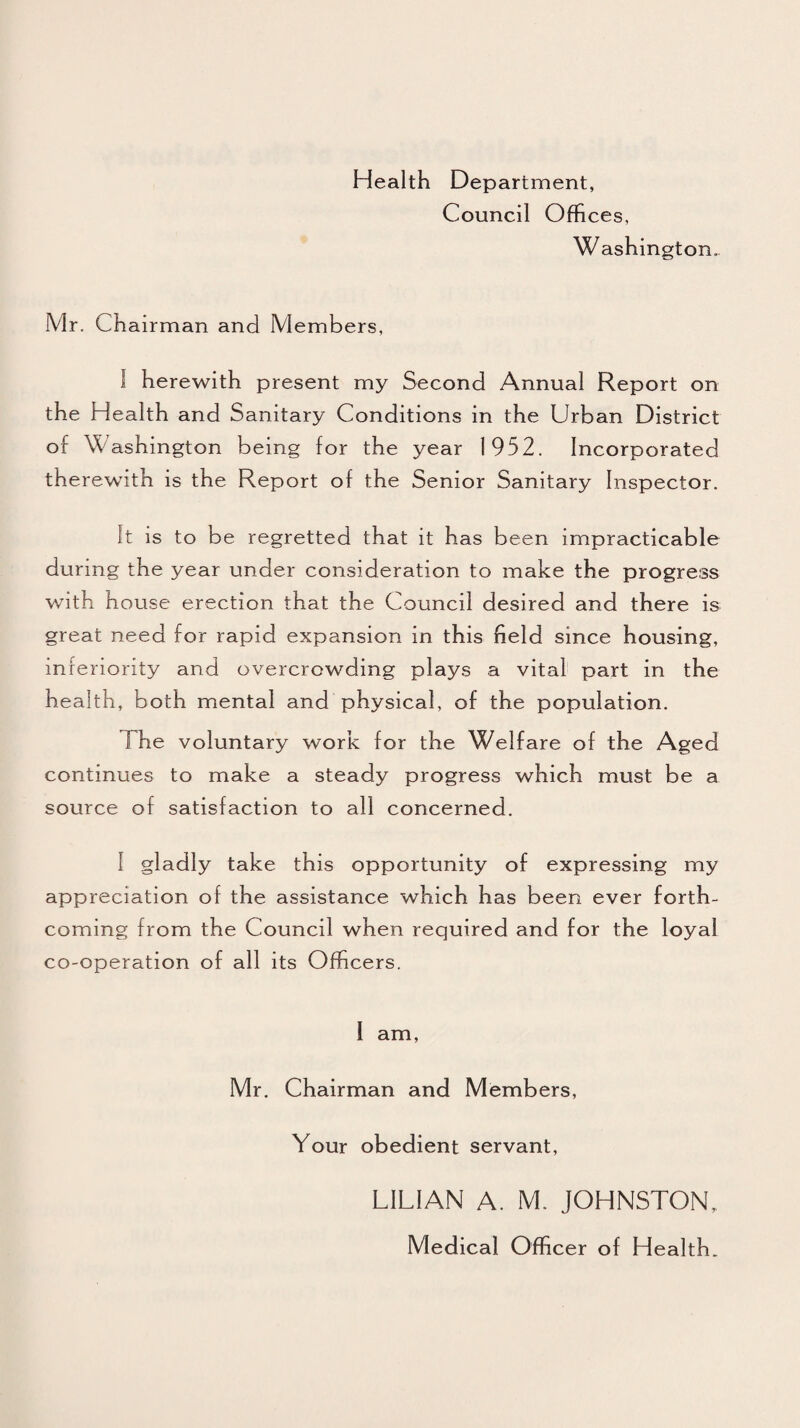 Health Department,
Council Offices,
Washington.
Mr. Chairman and Members,
I herewith present my Second Annual Report on
the Health and Sanitary Conditions in the Urban District
of Washington being for the year 1952. Incorporated
therewith is the Report of the Senior Sanitary Inspector.
It is to be regretted that it has been impracticable
during the year under consideration to make the progress
with house erection that the Council desired and there is
great need for rapid expansion in this field since housing,
inferiority and overcrowding plays a vital part in the
health, both mental and physical, of the population.
The voluntary work for the Welfare of the Aged
continues to make a steady progress which must be a
source of satisfaction to all concerned.
I gladly take this opportunity of expressing my
appreciation of the assistance which has been ever forth-
coming from the Council when required and for the loyal
co-operation of all its Officers.
I am,
Mr. Chairman and Members,
Your obedient servant,
LILIAN A. M. JOHNSTON,
Medical Officer of Health.